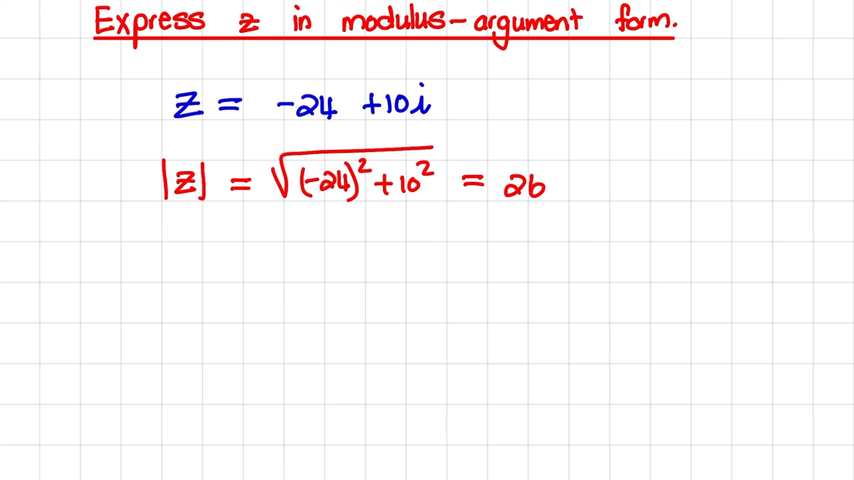 Express z in modulus-argument form.
z = -24 +10i
|z| = √(-24)² + 10² = 26